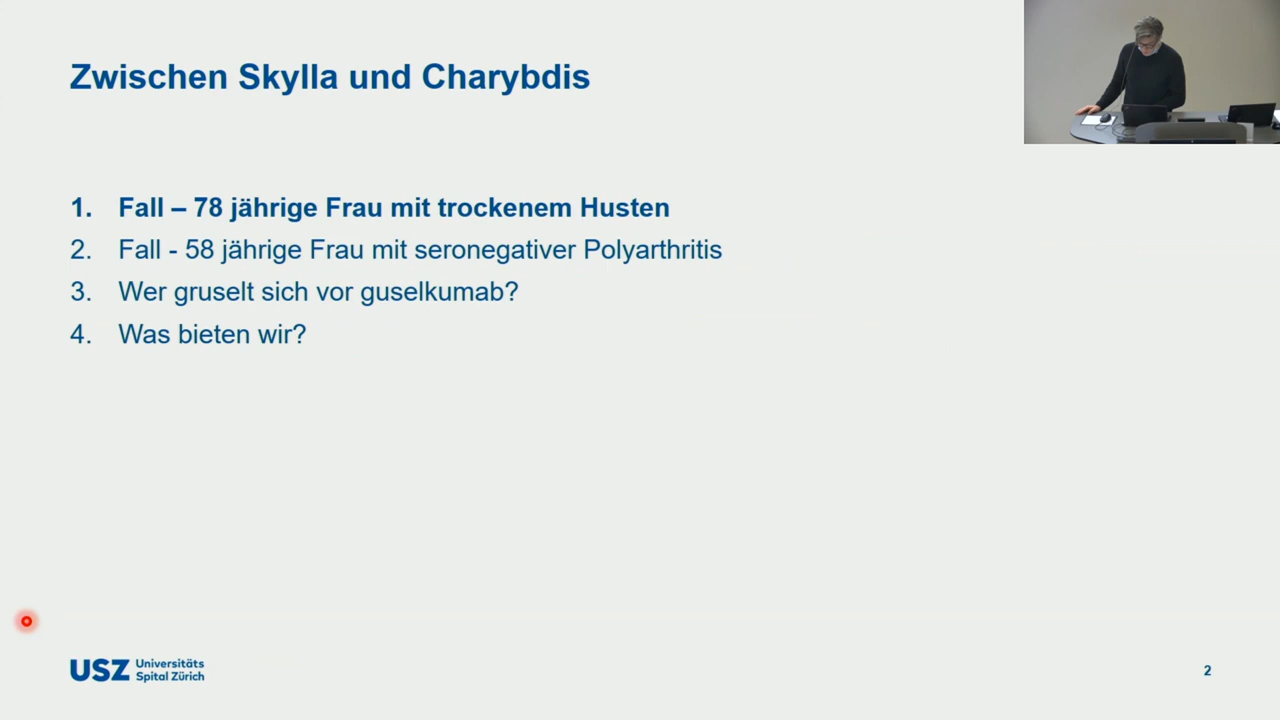 Zwischen Skylla und Charybdis
1. Fall – 78 jährige Frau mit trockenem Husten
2. Fall - 58 jährige Frau mit seronegativer Polyarthritis
3. Wer gruselt sich vor guselkumab?
4. Was bieten wir?
USZ Universitäts
Spital Zürich
2